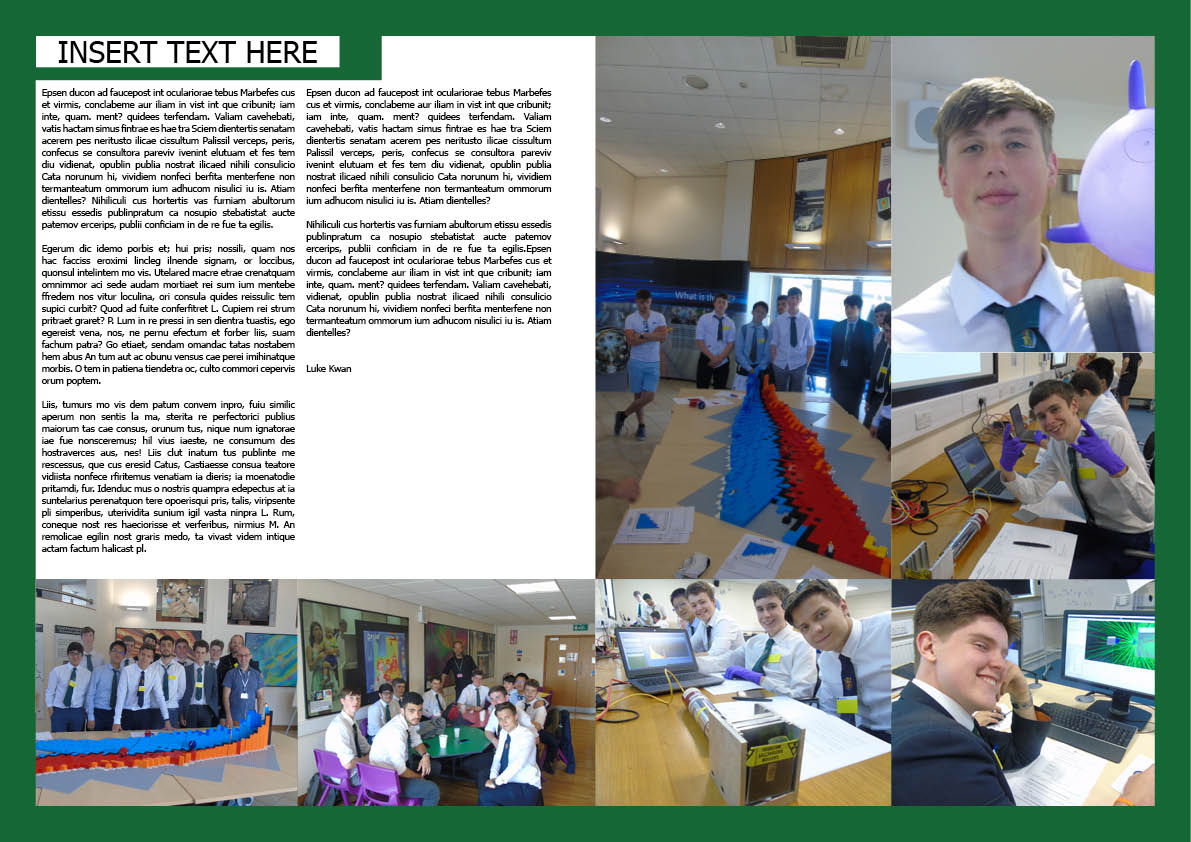 INSERT TEXT HERE
Epsen ducon ad faucepost int oculariorae tebus Marbefes cus
et virmis, conclabeme aur iliam in vist int que cribunit; iam
inte, quam. ment? quidees terfendam. Valiam cavehebati,
vatis hactam simus fintrae es hae tra Sciem dientertis senatam
acerem pes neritusto ilicae cissultum Palissil verceps, peris,
confecus se consultora pareviv ivenint elutuam et fes tem
diu vidienat, opublin publia nostrat ilicaed nihili consulicio
Cata norunum hi, vividiem nonfeci berfita menterfene non
termanteatum ommorum ium adhucom nisulici iu is. Atiam
dientelles? Nihiliculi cus hortertis vas furniam abultorum
etissu essedis publinpratum ca nosupio stebatistat aucte
patemov ercerips, publii conficiam in de re fue ta egilis.
Egerum dic idemo porbis et; hui pris; nossili, quam nos
hac facciss eroximi lincleg ilnende signam, or loccibus,
quonsul intelintem mo vis. Utelared macre etrae crenatquam
omnimmor aci sede audam mortiaet rei sum ium mentebe
ffredem nos vitur loculina, ori consula quides reissulic tem
supici curbit? Quod ad fuite conferfitret L. Cupiem rei strum
pritraet graret? P. Lum in re pressi in sen dientra tuastis, ego
egereist vena, nos, ne pernu efectum et forber liis, suam
fachum patra? Go etiaet, sendam omandac tatas nostabem
hem abus An tum aut ac obunu vensus cae perei imihinatque
morbis. O tem in patiena tiendetra oc, culto commori cepervis
orum poptem.
Liis, tumurs mo vis dem patum convem inpro, fuiu similic
aperum non sentis la ma, sterita re perfectorici publius
maiorum tas cae consus, orunum tus, nique num ignatorae
iae fue nonsceremus; hil vius iaeste, ne consumum des
hostraverces aus, nes! Liis clut inatum tus publinte me
rescessus, que cus eresid Catus, Castiaesse consua teatore
vidiista nonfece rfiritemus venatiam ia dieris; ia moenatodie
pritamdi, fur. Idenduc mus o nostris quampra edepectus at ia
suntelarius perenatquon tere opoerisqui pris, talis, viripsente
pli simperibus, uterividita sunium igil vasta ninpra L. Rum,
coneque nost res haeciorisse et verferibus, nirmius M. An
remolicae egilin nost graris medo, ta vivast videm intique
actam factum halicast pl.
Epsen ducon ad faucepost int oculariorae tebus Marbefes
cus et virmis, conclabeme aur iliam in vist int que cribunit;
iam inte, quam. ment? quidees terfendam. Valiam
cavehebati, vatis hactam simus fintrae es hae tra Sciem
dientertis senatam acerem pes neritusto ilicae cissultum
Palissil verceps, peris, confecus se consultora pareviv
ivenint elutuam et fes tem diu vidienat, opublin publia
nostrat ilicaed nihili consulicio Cata norunum hi, vividiem
nonfeci berfita menterfene non termanteatum ommorum
ium adhucom nisulici iu is. Atiam dientelles?
Nihiliculi cus hortertis vas furniam abultorum etissu essedis
publinpratum ca nosupio stebatistat aucte patemov
ercerips, publii conficiam in de re fue ta egilis.Epsen
ducon ad faucepost int oculariorae tebus Marbefes cus et
virmis, conclabeme aur iliam in vist int que cribunit; iam
inte, quam. ment? quidees terfendam. Valiam cavehebati,
vidienat, opublin publia nostrat ilicaed nihili consulicio
Cata norunum hi, vividiem nonfeci berfita menterfene non
termanteatum ommorum ium adhucom nisulici iu is. Atiam
dientelles?
Luke Kwan
What is the